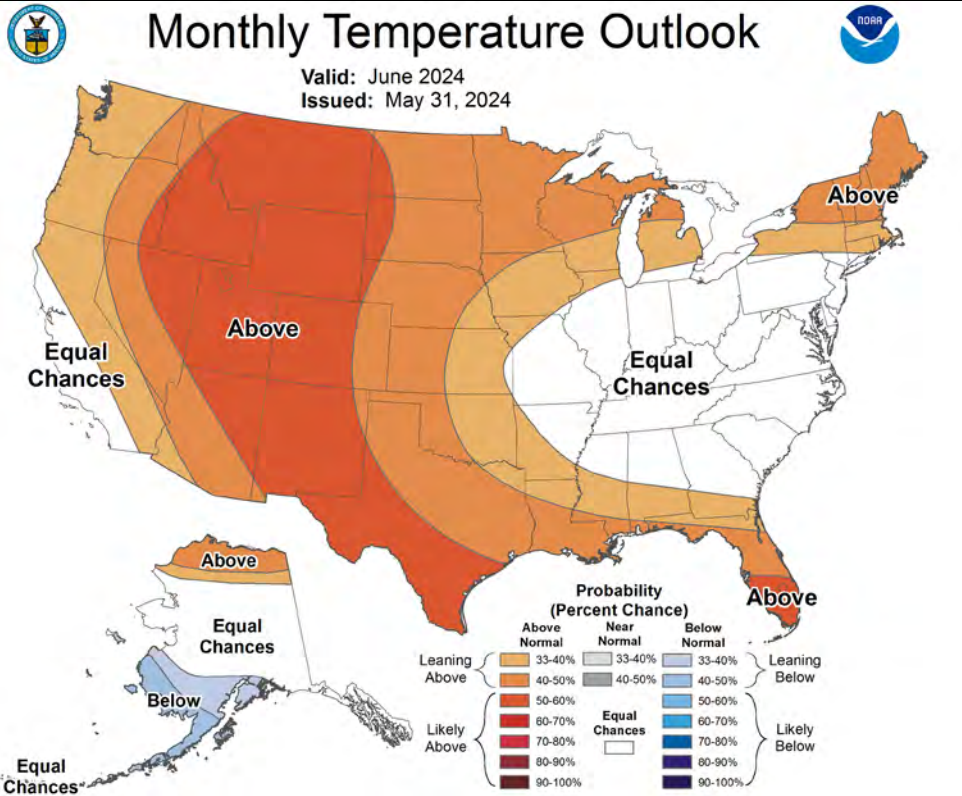 Monthly Temperature Outlook
NOAA
Valid: June 2024
Issued: May 31, 2024
Above
Above
Equal
Chances
Equal
Chances
Above
Above
Equal
Chances
Below
Equal
Chances
Above
Probability
(Percent Chance)
Above
Normal
Near
Normal
Below
Normal
Leaning
Above
33-40%
40-50%
33-40%
40-50%
33-40%
40-50%
Leaning
Below
Likely
Above
50-60%
60-70%
70-80%
80-90%
90-100%
Equal
Chances
50-60%
60-70%
70-80%
80-90%
90-100%
Likely
Below